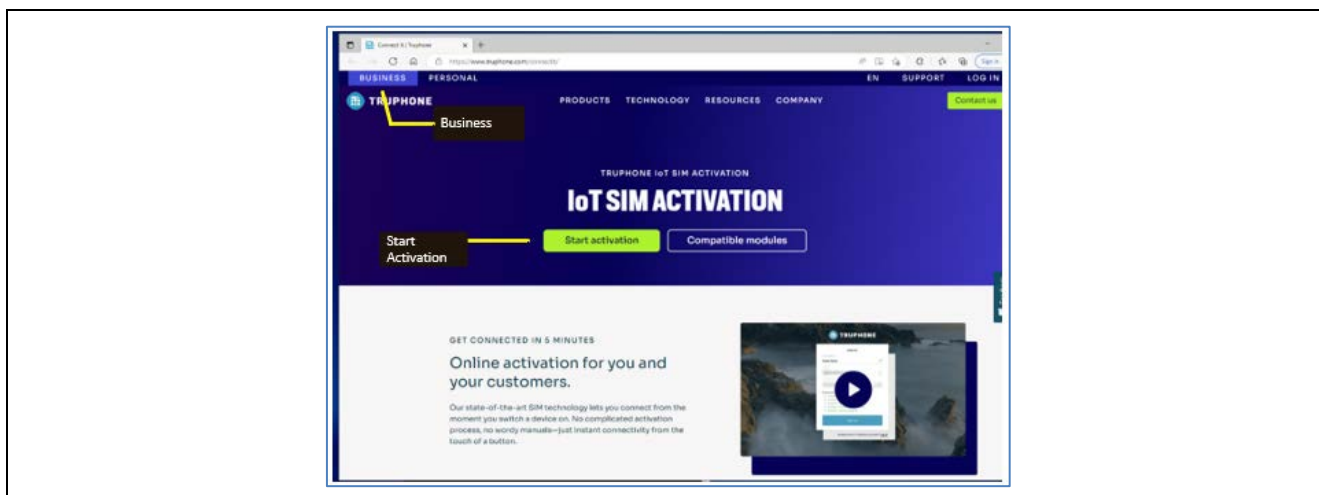 Connect It | Truphone
https://www.truphone.com/connectit/
Sign in
BUSINESS PERSONAL EN SUPPORT LOG IN
TRUPHONE PRODUCTS TECHNOLOGY RESOURCES COMPANY Contact us
Business
TRUPHONE IoT SIM ACTIVATION
IoT SIM ACTIVATION
Start activation Compatible modules
Start
Activation
GET CONNECTED IN 5 MINUTES
Online activation for you and
your customers.
Our state-of-the-art SIM technology lets you connect from the
moment you switch a device on. No complicated activation
process, no wordy manuals—just instant connectivity from the
touch of a button.
TRUPHONE